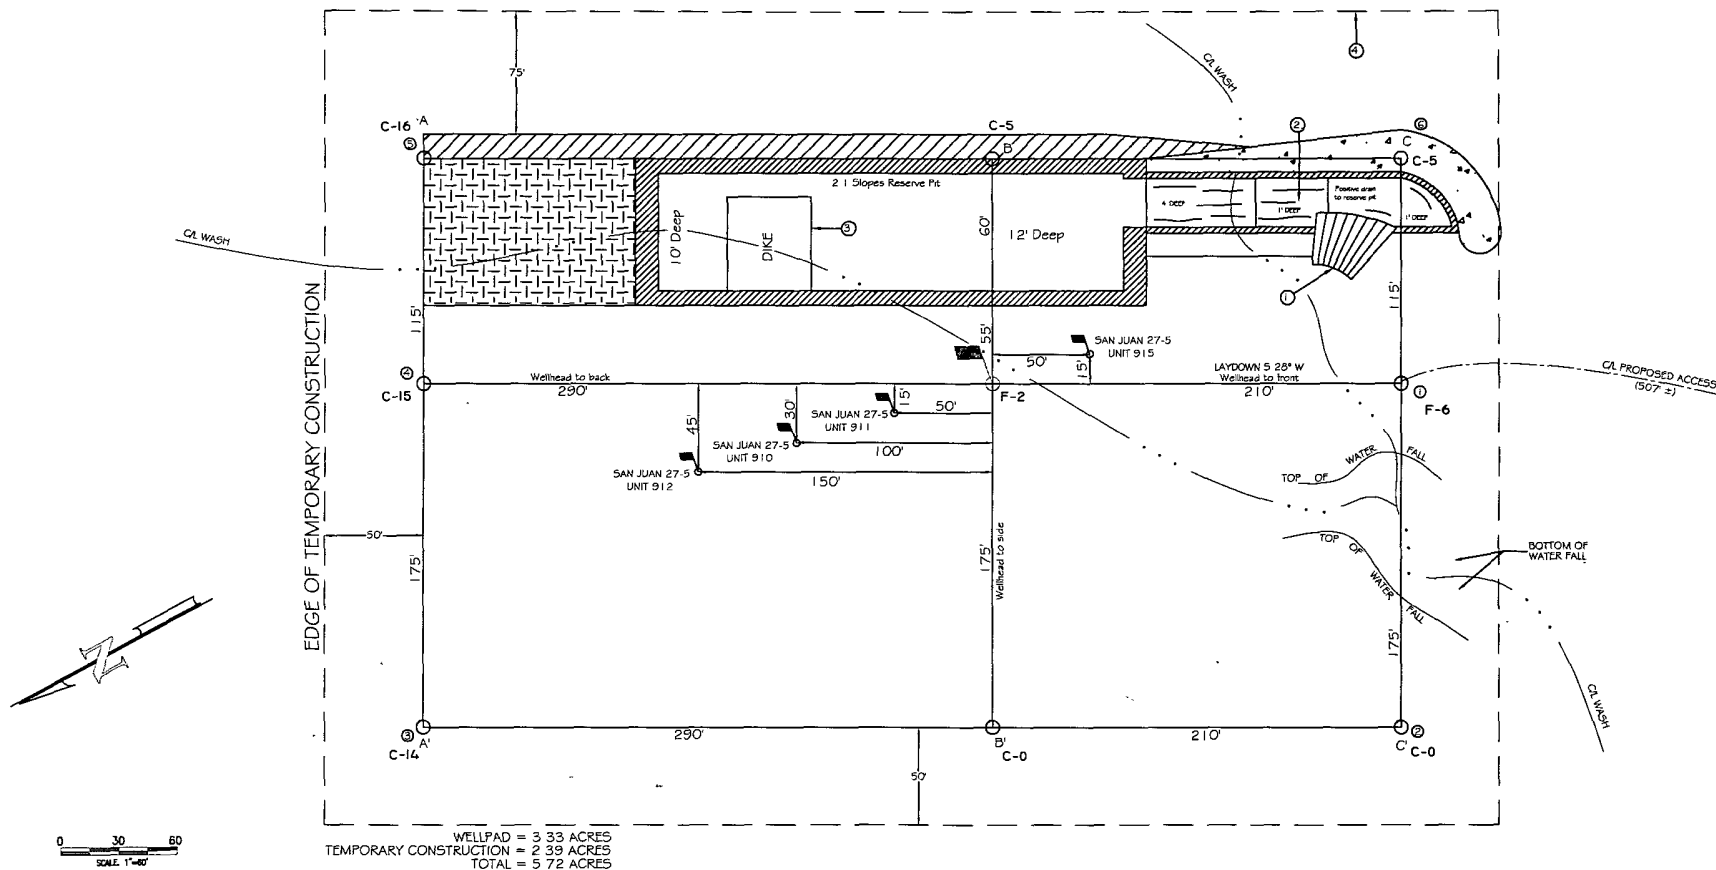 75'
4
C/L WASH
C-16 A
5
C-5
B
2
6
C
C-5
2 1 Slopes Reserve Pit
4' DEEP
1' DEEP
Positive drain
to reserve pit
1' DEEP
10' Deep
DIKE
3
60'
12' Deep
C/L WASH
1
EDGE OF TEMPORARY CONSTRUCTION
115'
55'
115'
50'
15'
SAN JUAN 27-5
UNIT 915
4
C-15
Wellhead to back
290'
F-2
LAYDOWN S 28° W
Wellhead to front
210'
1
F-6
C/L PROPOSED ACCESS
(507' ±)
45'
30'
15'
SAN JUAN 27-5
UNIT 911
50'
SAN JUAN 27-5
UNIT 910
100'
SAN JUAN 27-5
UNIT 912
150'
TOP OF WATER FALL
TOP OF WATER FALL
BOTTOM OF
WATER FALL
50'
175'
175'
Wellhead to side
175'
C/L WASH
N
3
A'
C-14
290'
B'
C-0
210'
C'
2
C-0
50'
0 30 60
SCALE 1"=60'
WELLPAD = 3 33 ACRES
TEMPORARY CONSTRUCTION = 2 39 ACRES
TOTAL = 5 72 ACRES